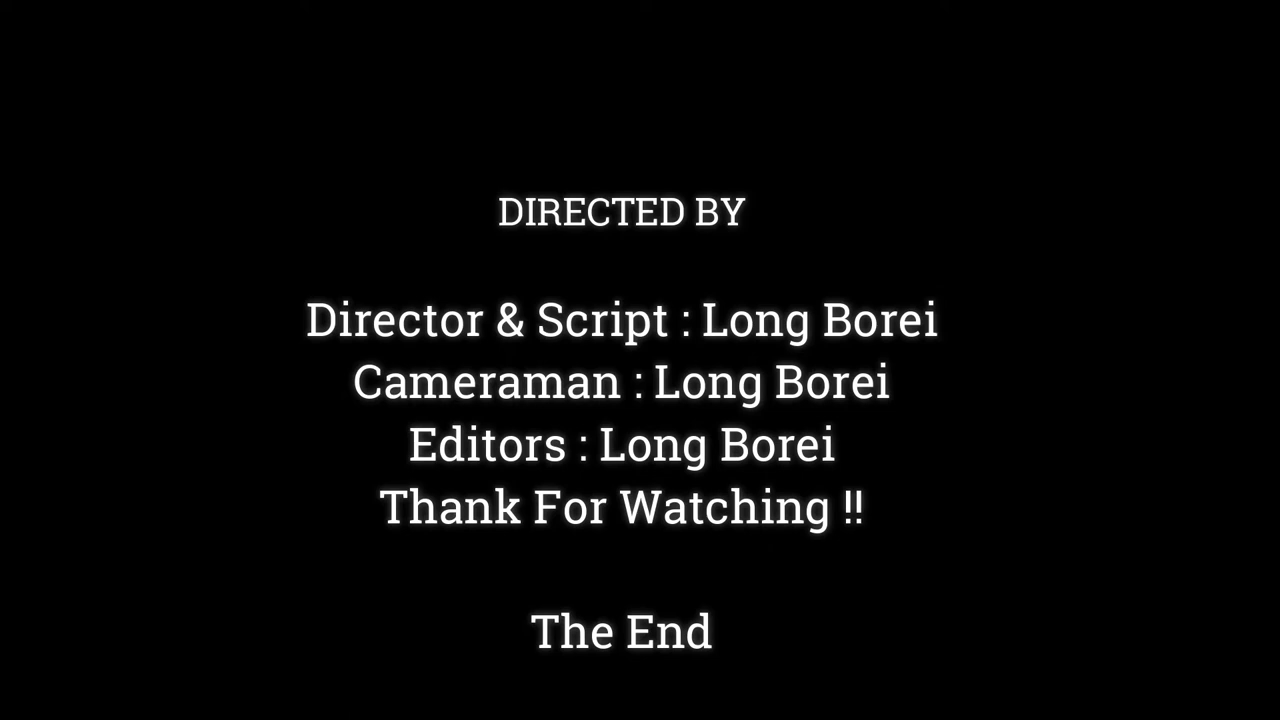 DIRECTED BY
Director & Script : Long Borei
Cameraman : Long Borei
Editors : Long Borei
Thank For Watching !!
The End